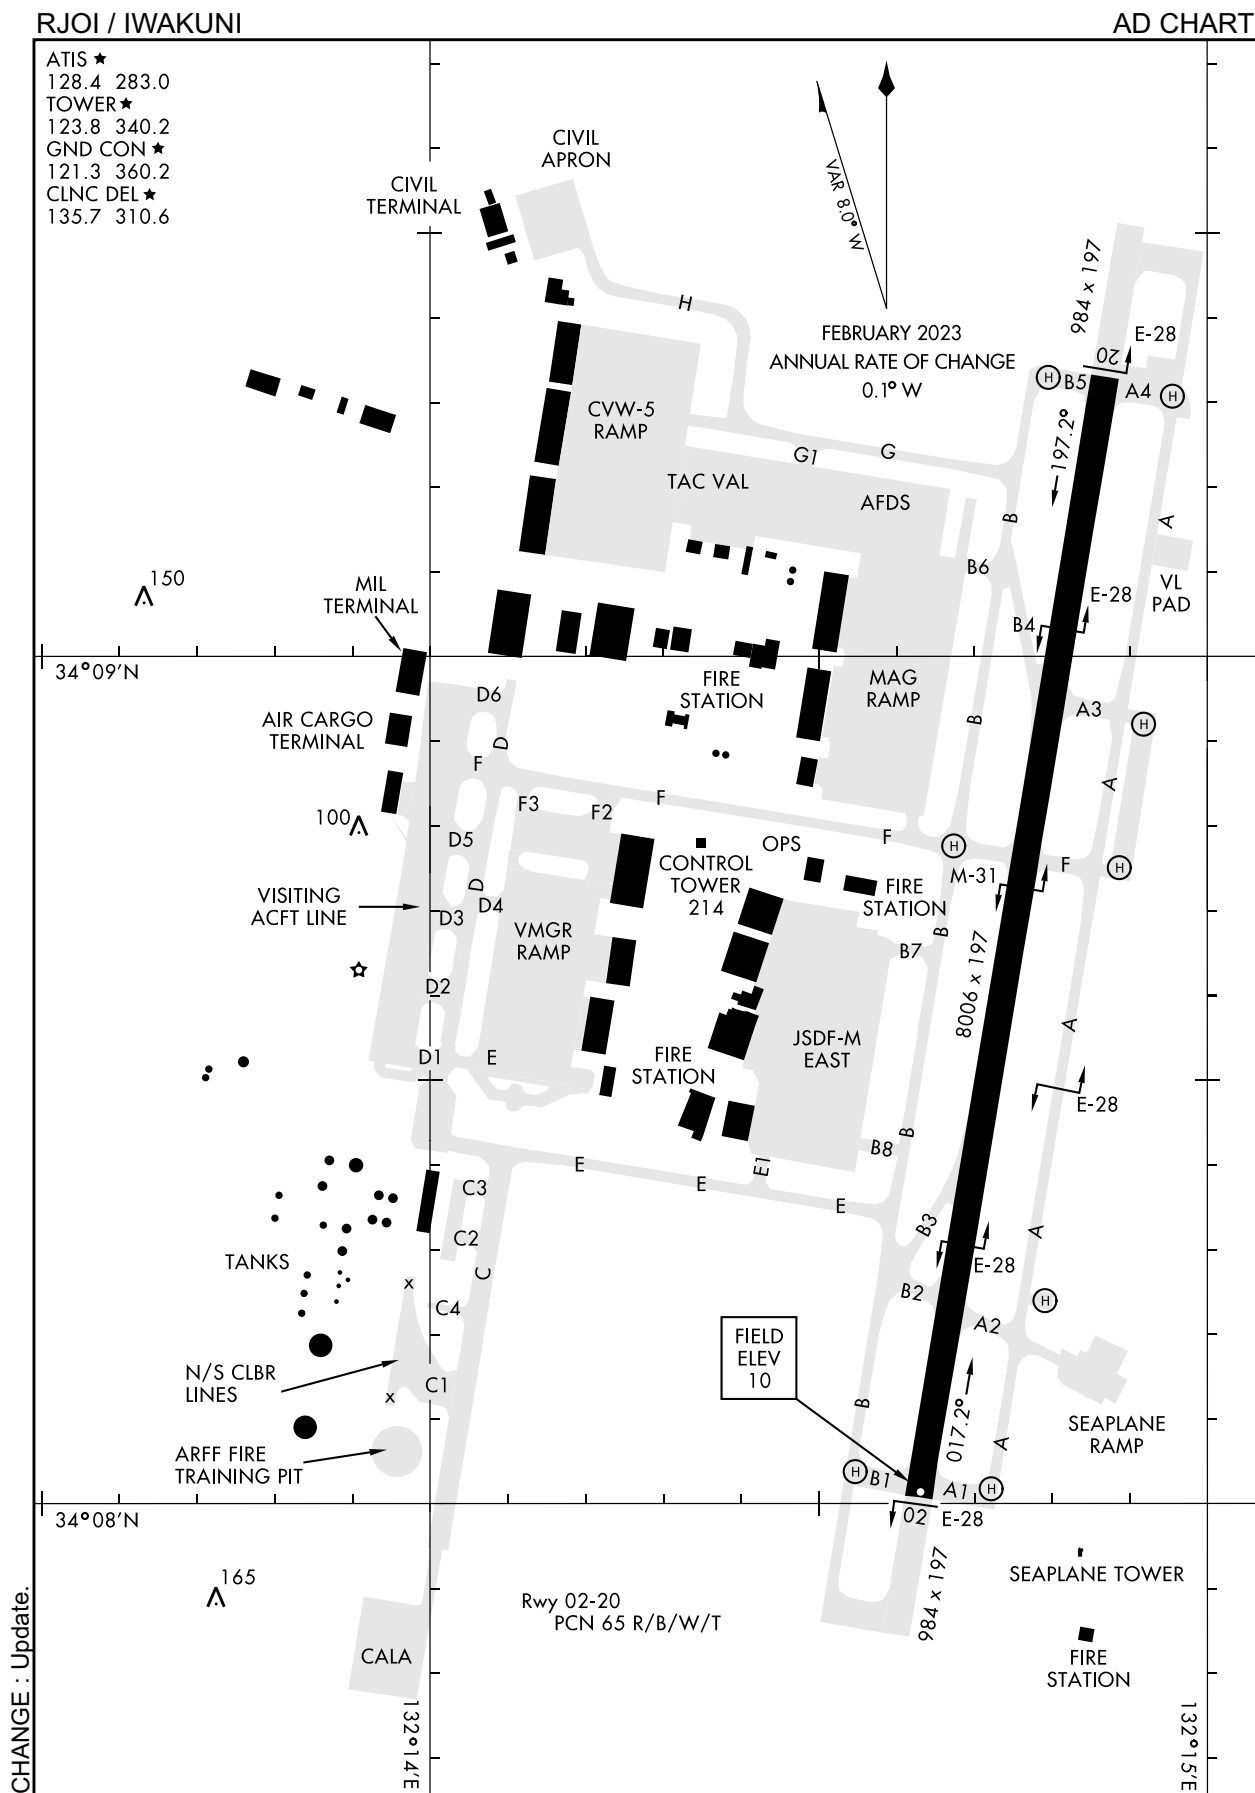 RJOI / IWAKUNI
AD CHART
ATIS ★
128.4 283.0
TOWER ★
123.8 340.2
GND CON ★
121.3 360.2
CLNC DEL ★
135.7 310.6
CIVIL
APRON
CIVIL
TERMINAL
VAR 8.0° W
H
FEBRUARY 2023
ANNUAL RATE OF CHANGE
0.1° W
984 x 197
E-28
20
H
B5
A4
H
197.2°
CVW-5
RAMP
G1
G
TAC VAL
AFDS
B
A
B6
VL
PAD
E-28
B4
150
MIL
TERMINAL
34°09'N
FIRE
STATION
MAG
RAMP
D6
AIR CARGO
TERMINAL
D
F
B
A3
H
A
F3
F2
F
100
D5
F
H
OPS
CONTROL
TOWER
214
M-31
F
H
FIRE
STATION
VISITING
ACFT LINE
D
D4
D3
VMGR
RAMP
B
B7
8006 x 197
D2
A
D1
E
FIRE
STATION
JSDF-M
EAST
E-28
B
B8
E
E1
E
E
C3
C2
C
B3
A
TANKS
x
E-28
B2
H
C4
A2
FIELD
ELEV
10
N/S CLBR
LINES
C1
x
B
017.2°
A
SEAPLANE
RAMP
ARFF FIRE
TRAINING PIT
H
B1
A1
H
34°08'N
02
E-28
984 x 197
165
Rwy 02-20
PCN 65 R/B/W/T
SEAPLANE TOWER
FIRE
STATION
CALA
132°14'E
132°15'E
CHANGE : Update.